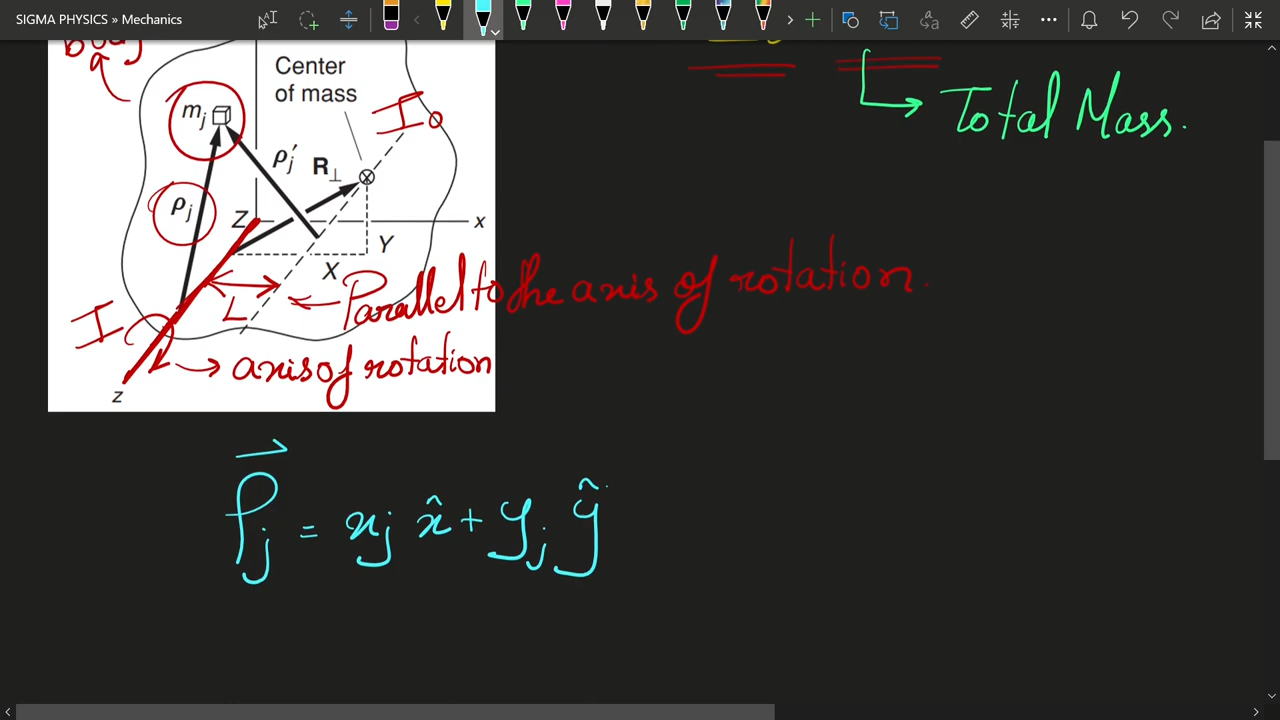 SIGMA PHYSICS » Mechanics
body
Center
of mass
Total Mass.
mj
I₀
ρ′j
R⊥
ρj
Z
x
Y
X
L
Parallel to the axis of rotation.
I
axis of rotation
z
ρj = xj x̂ + yj ŷ